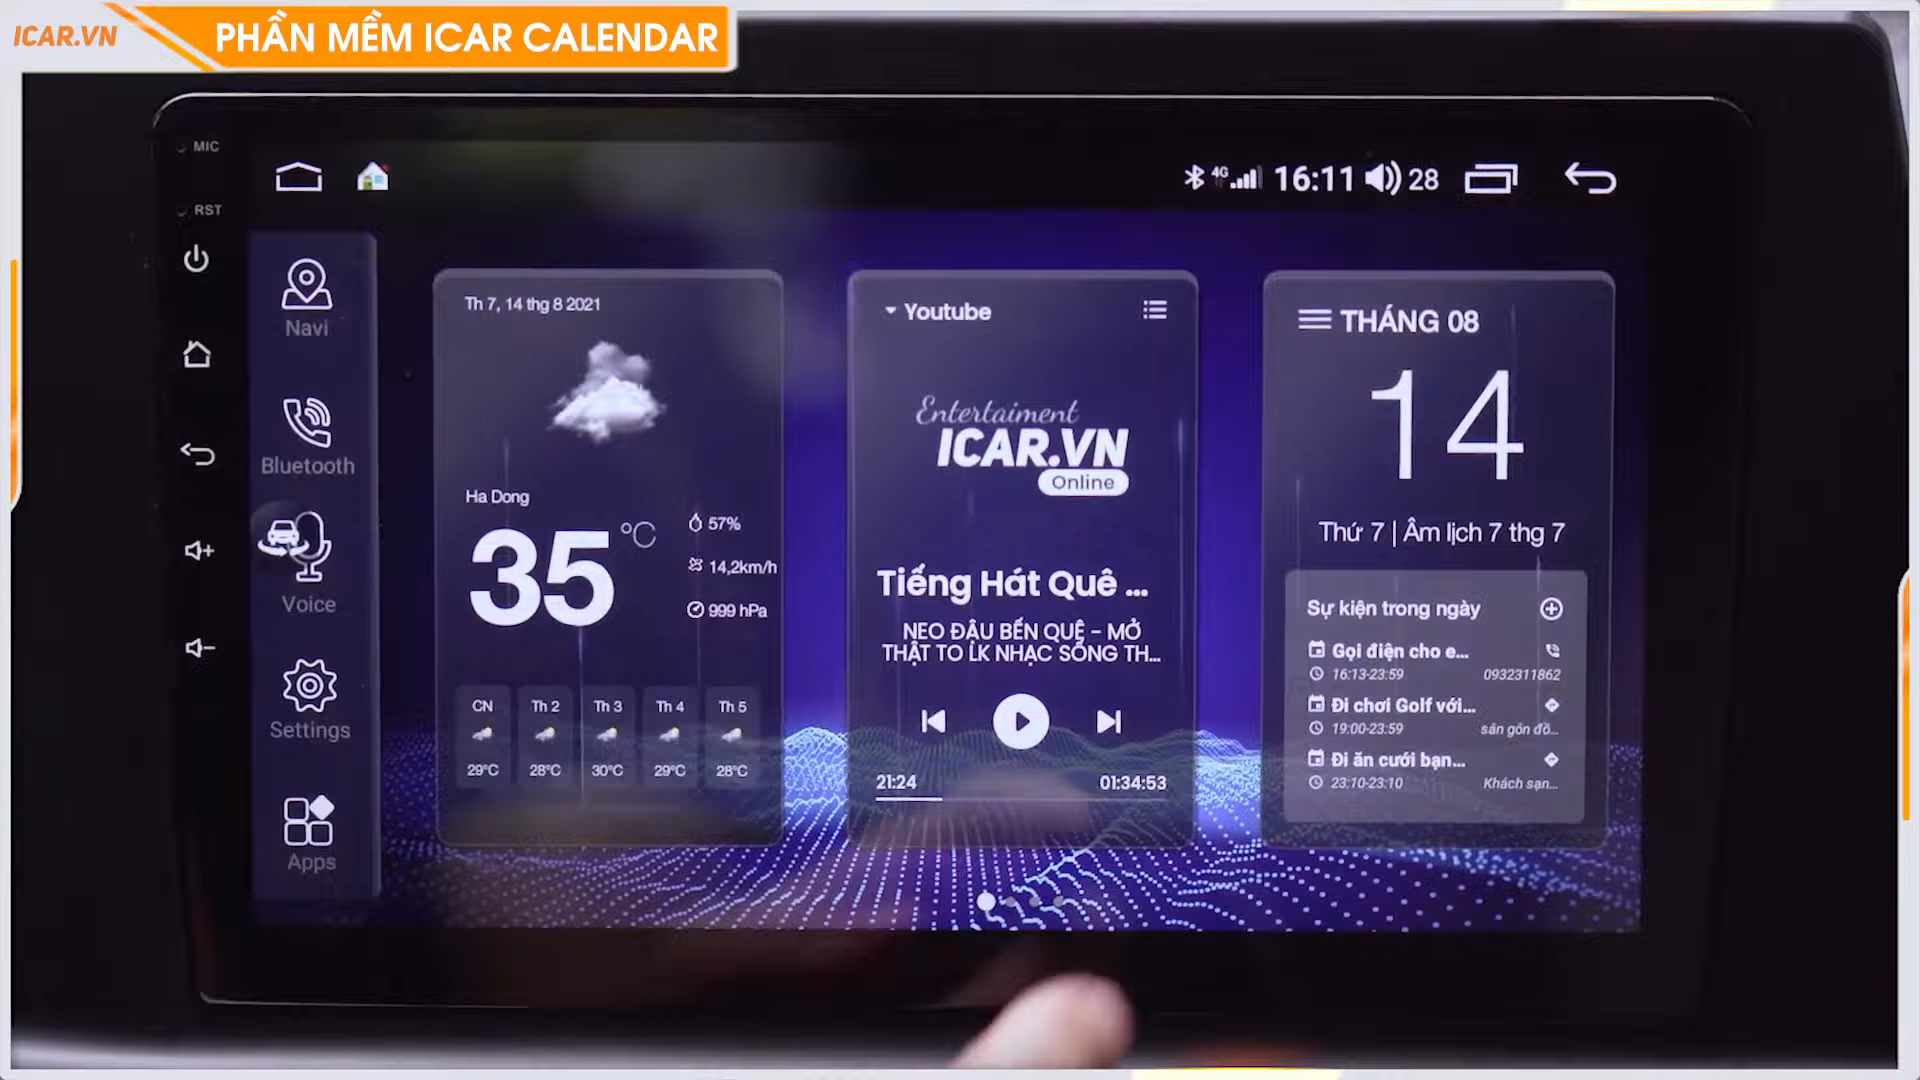 ICAR.VN
PHẦN MỀM ICAR CALENDAR
MIC
RST
4G
16:11
28
Navi
Bluetooth
Voice
Settings
Apps
Th 7, 14 thg 8 2021
Ha Dong
35 °C
57%
14,2km/h
999 hPa
CN Th 2 Th 3 Th 4 Th 5
29°C 28°C 30°C 29°C 28°C
Youtube
Entertaiment
ICAR.VN
Online
Tiếng Hát Quê ...
NEO ĐẬU BẾN QUÊ - MỞ
THẬT TO LK NHẠC SỐNG TH...
21:24 01:34:53
THÁNG 08
14
Thứ 7 | Âm lịch 7 thg 7
Sự kiện trong ngày
Gọi điện cho e...
16:13-23:59 0932311862
Đi chơi Golf với...
19:00-23:59 sân gôn đồ...
Đi ăn cưới bạn...
23:10-23:10 Khách sạn...